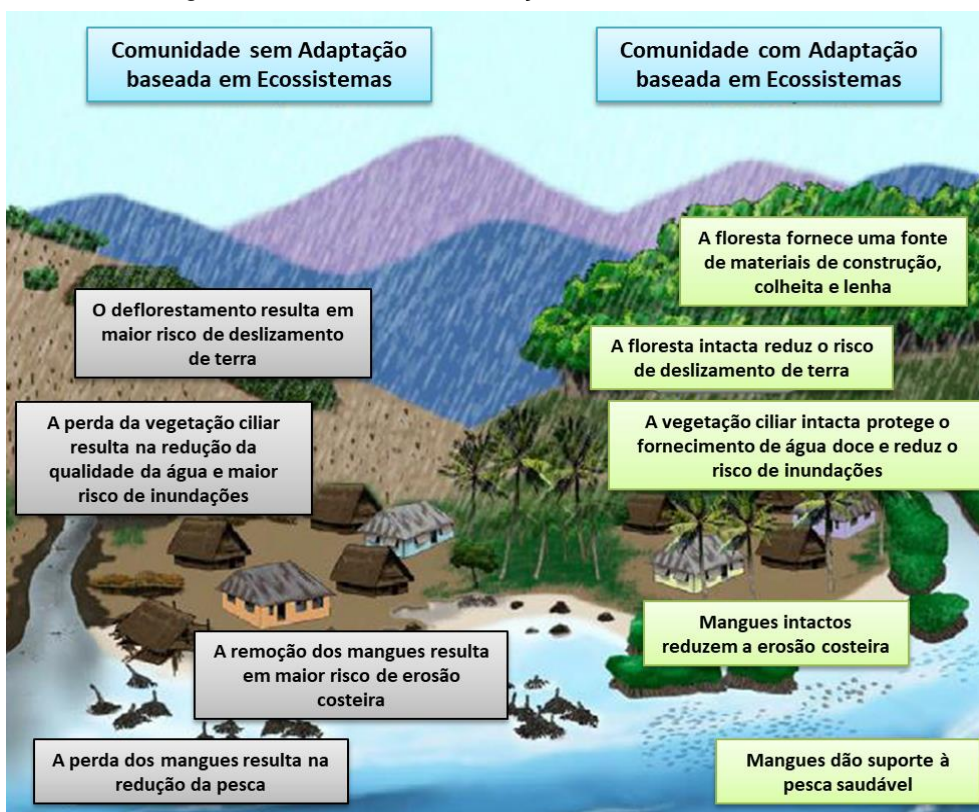 Comunidade sem Adaptação
baseada em Ecossistemas
Comunidade com Adaptação
baseada em Ecossistemas
O deflorestamento resulta em
maior risco de deslizamento
de terra
A perda da vegetação ciliar
resulta na redução da
qualidade da água e maior
risco de inundações
A remoção dos mangues resulta
em maior risco de erosão
costeira
A perda dos mangues resulta na
redução da pesca
A floresta fornece uma fonte
de materiais de construção,
colheita e lenha
A floresta intacta reduz o risco
de deslizamento de terra
A vegetação ciliar intacta protege o
fornecimento de água doce e reduz o
risco de inundações
Mangues intactos
reduzem a erosão costeira
Mangues dão suporte à
pesca saudável